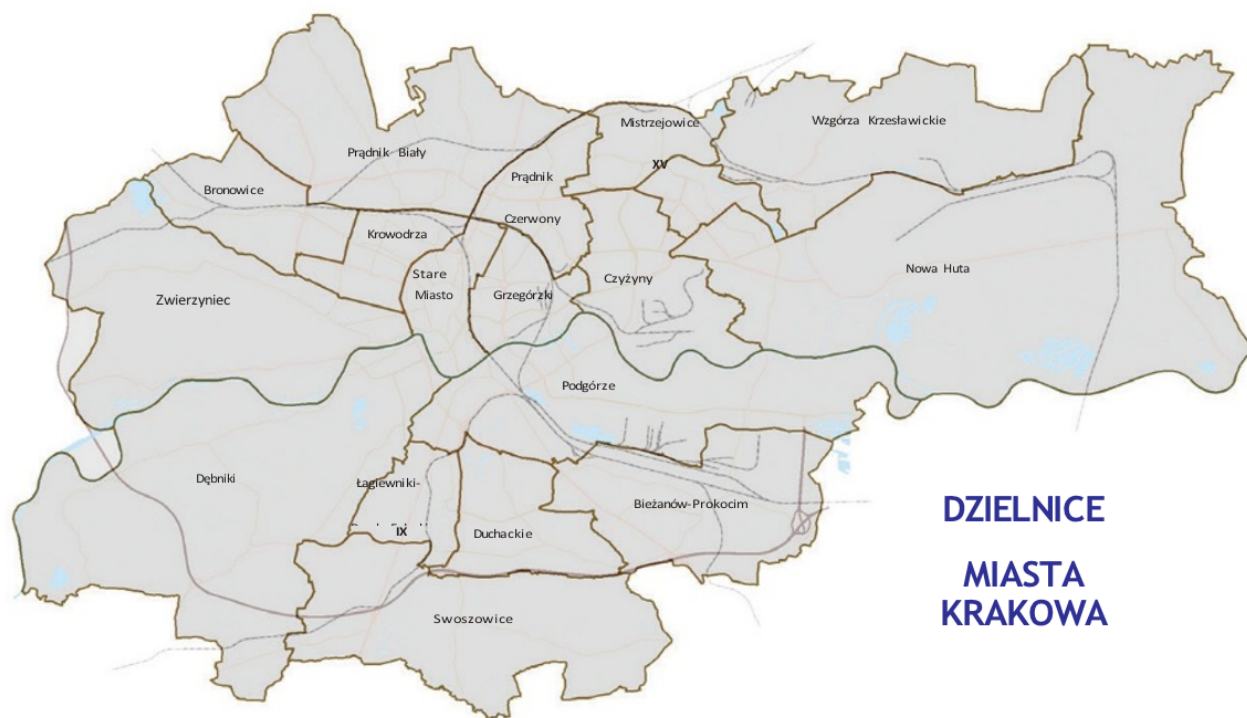 Mistrzejowice
Wzgórza Krzesławickie
Prądnik Biały
XV
Prądnik
Bronowice
Czerwony
Krowodrza
Stare
Miasto
Grzegórzki
Czyżyny
Nowa Huta
Zwierzyniec
Podgórze
Dębniki
Łagiewniki-
IX
Duchackie
Bieżanów-Prokocim
Swoszowice
DZIELNICE
MIASTA
KRAKOWA